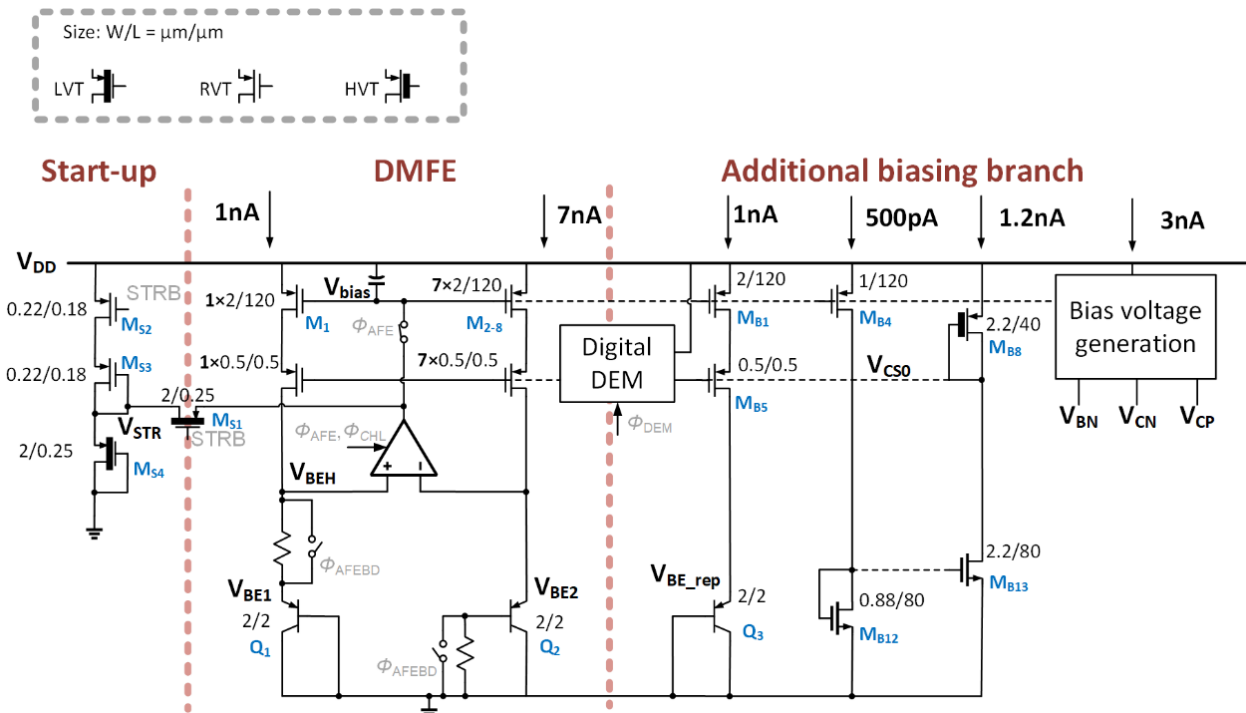 Size: W/L = μm/μm
LVT
RVT
HVT
Start-up
DMFE
Additional biasing branch
1nA
7nA
1nA
500pA
1.2nA
3nA
VDD
0.22/0.18
STRB
MS2
1×2/120
Vbias
7×2/120
M1
ΦAFE
M2-8
2/120
MB1
1/120
MB4
2.2/40
MB8
Bias voltage
generation
0.22/0.18
MS3
1×0.5/0.5
7×0.5/0.5
Digital
DEM
0.5/0.5
MB5
VCS0
2/0.25
MS1
VSTR
STRB
ΦDEM
VBN
VCN
VCP
2/0.25
MS4
ΦAFE, ΦCHL
VBEH
+
-
ΦAFEBD
VBE1
2/2
Q1
VBE2
2/2
Q2
ΦAFEBD
VBE_rep
2/2
Q3
0.88/80
MB12
2.2/80
MB13